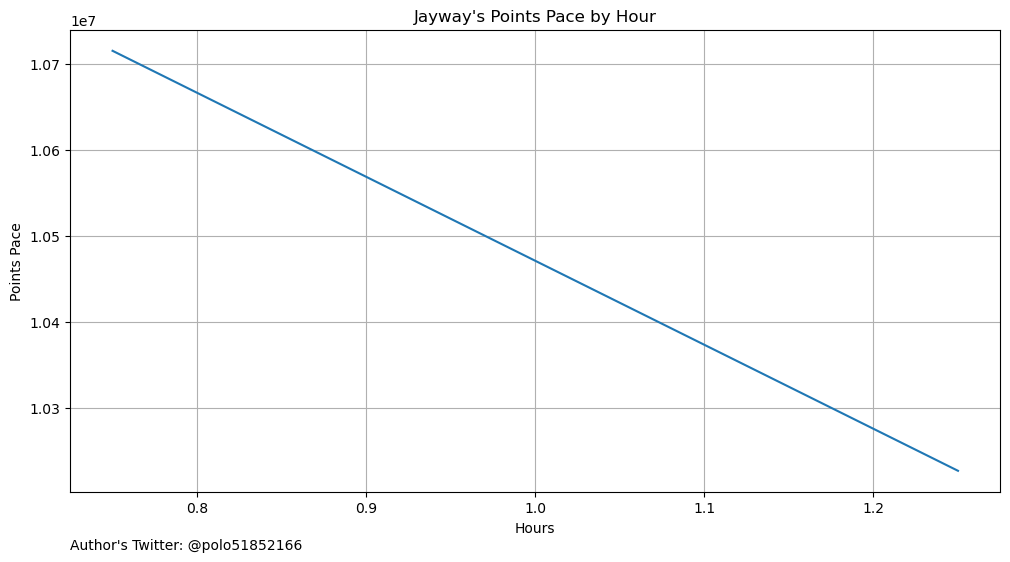 Jayway's Points Pace by Hour
1e7
1.07
1.06
1.05
1.04
1.03
Points Pace
0.8 0.9 1.0 1.1 1.2
Hours
Author's Twitter: @polo51852166